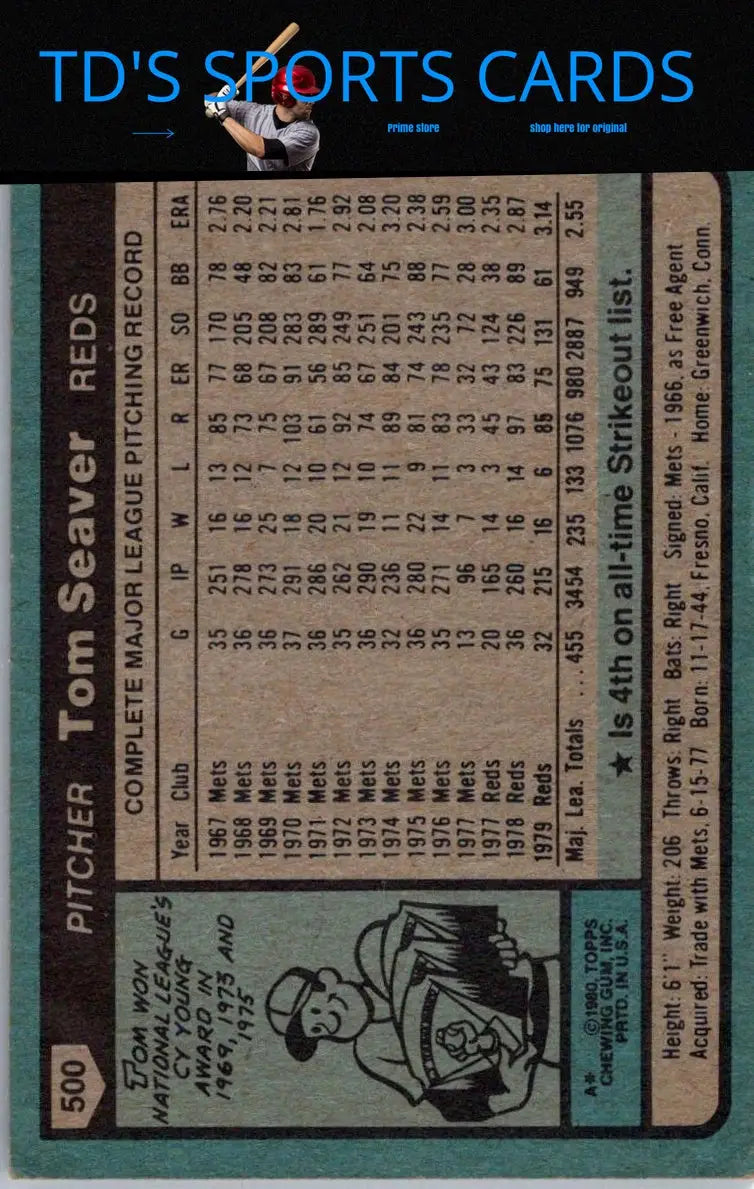 TD'S SPORTS CARDS
Prime store
shop here for original
500
PITCHER Tom Seaver REDS
TOM WON
NATIONAL LEAGUE'S
CY YOUNG
AWARD IN
1969, 1973 AND
1975
A* ©1980, TOPPS
CHEWING GUM, INC.
PRTD. IN U.S.A.
COMPLETE MAJOR LEAGUE PITCHING RECORD
Year Club G IP W L R ER SO BB ERA
1967 Mets 35 251 16 13 85 77 170 78 2.76
1968 Mets 36 278 16 12 73 68 205 48 2.20
1969 Mets 36 273 25 7 75 67 208 82 2.21
1970 Mets 37 291 18 12 103 91 283 83 2.81
1971 Mets 36 286 20 10 61 56 289 61 1.76
1972 Mets 35 262 21 12 92 85 249 77 2.92
1973 Mets 36 290 19 10 74 67 251 64 2.08
1974 Mets 32 236 11 11 89 84 201 75 3.20
1975 Mets 36 280 22 9 81 74 243 88 2.38
1976 Mets 35 271 14 11 83 78 235 77 2.59
1977 Mets 13 96 7 3 33 32 72 28 3.00
1977 Reds 20 165 14 3 45 43 124 38 2.35
1978 Reds 36 260 16 14 97 83 226 89 2.87
1979 Reds 32 215 16 6 85 75 131 61 3.14
Maj. Lea. Totals ...455 3454 235 133 1076 980 2887 949 2.55
★ Is 4th on all-time Strikeout list.
Height: 6'1" Weight: 206 Throws: Right Bats: Right Signed: Mets - 1966, as Free Agent
Acquired: Trade with Mets, 6-15-77 Born: 11-17-44, Fresno, Calif. Home: Greenwich, Conn.